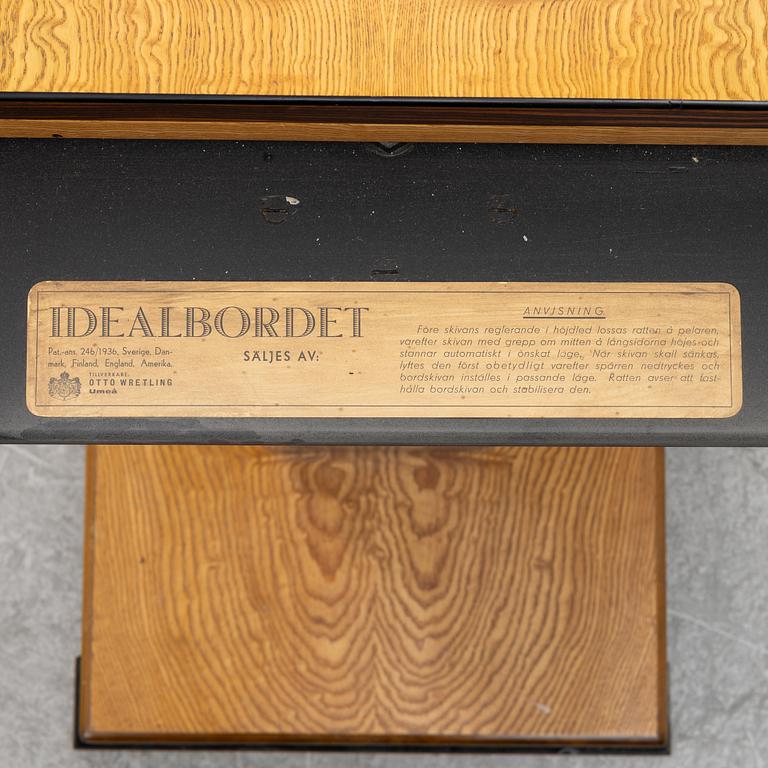 IDEALBORDET
Pat.-ans. 246/1936, Sverige, Dan-
mark, Finland, England, Amerika.
TILLVERKARE:
OTTO WRETLING
Umeå
SÄLJES AV:
ANVISNING.
Före skivans reglerande i höjdled lossas ratten å pelaren,
varefter skivan med grepp om mitten å långsidorna höjes och
stannar automatiskt i önskat läge. När skivan skall sänkas,
lyftes den först obetydligt varefter spärren nedtryckes och
bordskivan inställes i passande läge. Ratten avser att fast-
hålla bordskivan och stabilisera den.